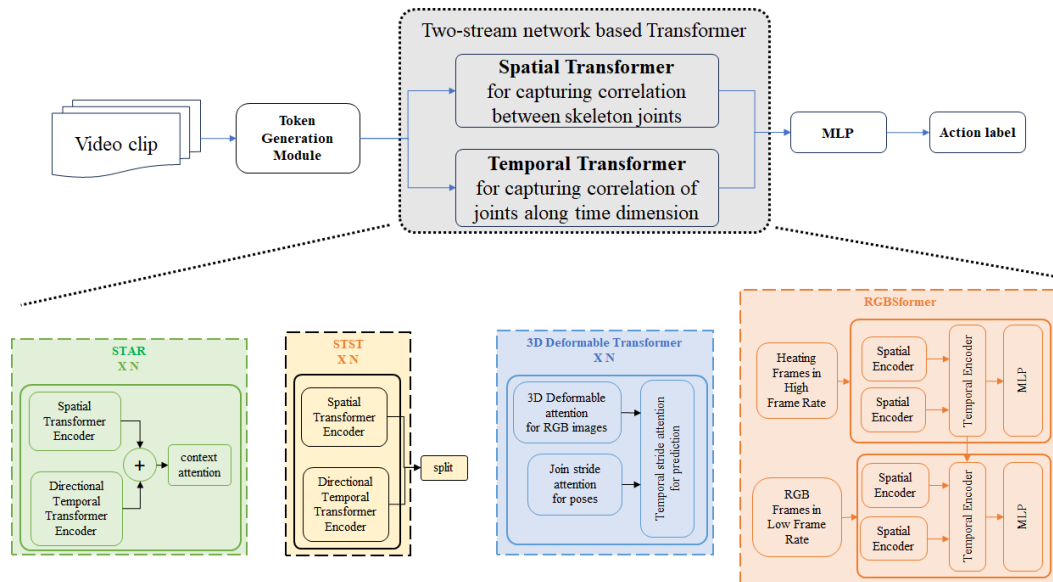 Two-stream network based Transformer
Video clip
Token
Generation
Module
Spatial Transformer
for capturing correlation
between skeleton joints
Temporal Transformer
for capturing correlation of
joints along time dimension
MLP
Action label
STAR
X N
Spatial
Transformer
Encoder
Directional
Temporal
Transformer
Encoder
+
context
attention
STST
X N
Spatial
Transformer
Encoder
Directional
Temporal
Transformer
Encoder
split
3D Deformable Transformer
X N
3D Deformable
attention
for RGB images
Join stride
attention
for poses
Temporal stride attention
for prediction
RGBSformer
Heating
Frames in
High
Frame Rate
Spatial
Encoder
Spatial
Encoder
Temporal Encoder
MLP
RGB
Frames in
Low Frame
Rate
Spatial
Encoder
Spatial
Encoder
Temporal Encoder
MLP